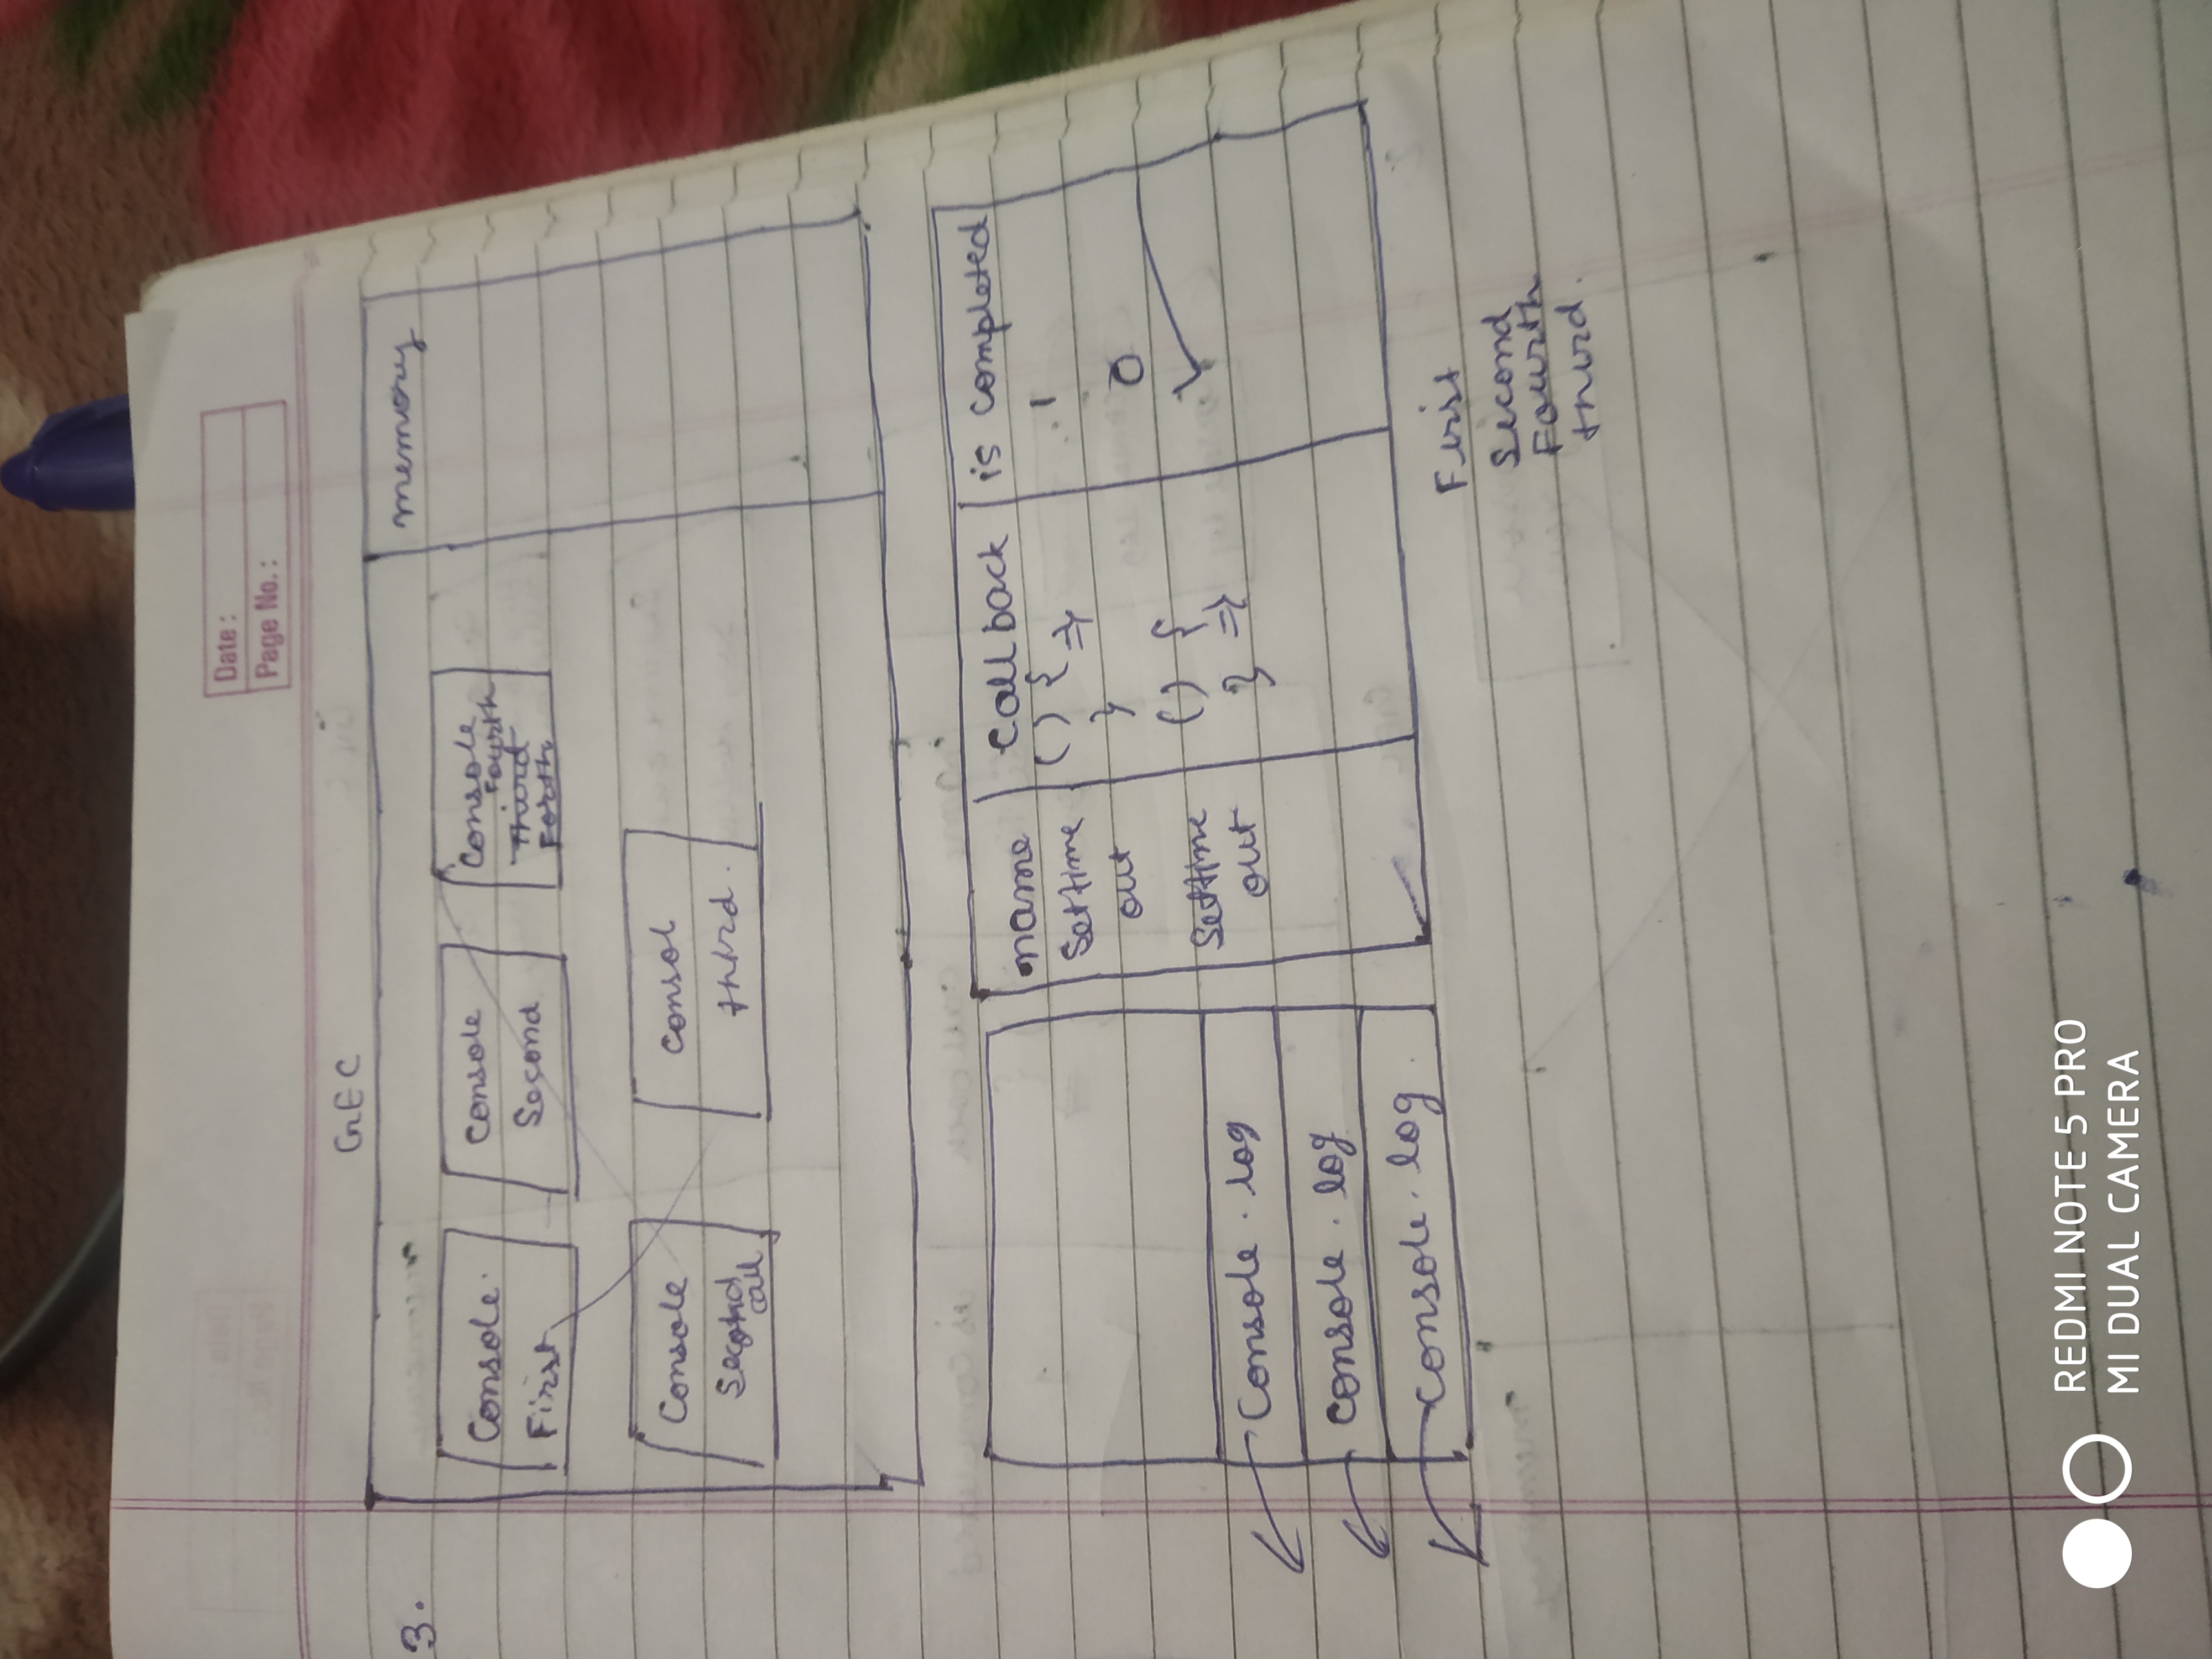 Date :
Page No. :
GEC
3.
memory
Console.
First
Console
Second
Console
Fourth
Third
Forth
Console
Second
call
Consol
third.
name
Call back
is completed
Settime
out
() {
=>
}
1
0
Settime
out
() {
} =>
✓
Console . log
Console . log
Console . log
First
Second
Fourth
third.
REDMI NOTE 5 PRO
MI DUAL CAMERA